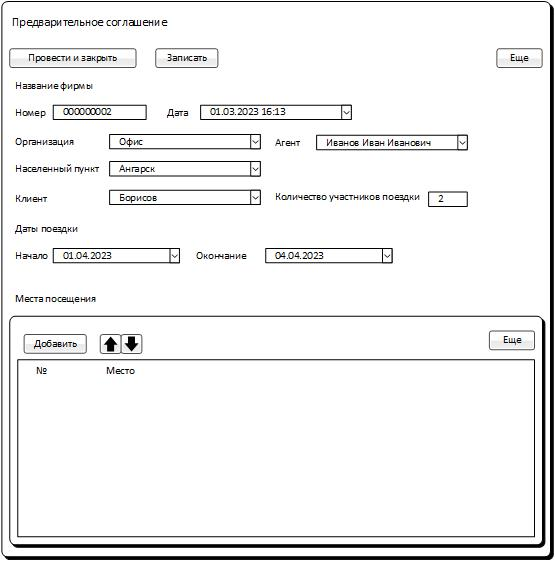 Предварительное соглашение
Провести и закрыть Записать Еще
Название фирмы
Номер 000000002 Дата 01.03.2023 16:13
Организация Офис Агент Иванов Иван Иванович
Населенный пункт Ангарск
Клиент Борисов Количество участников поездки 2
Даты поездки
Начало 01.04.2023 Окончание 04.04.2023
Места посещения
Добавить Еще
№ Место